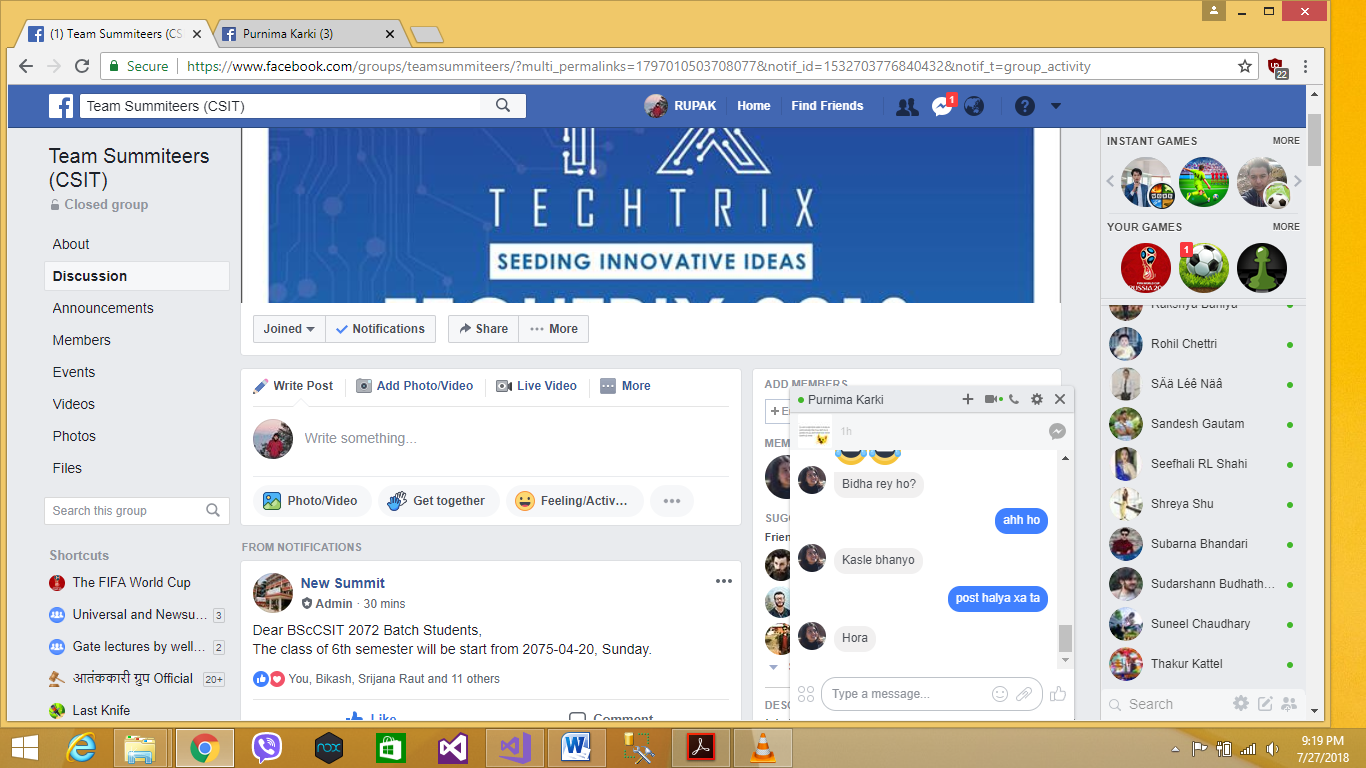 (1) Team Summiteers (CS
Purnima Karki (3)
Secure
https://www.facebook.com/groups/teamsummiteers/?multi_permalinks=1797010503708077&notif_id=1532703776840432&notif_t=group_activity
22
Team Summiteers (CSIT)
RUPAK
Home
Find Friends
1
Team Summiteers
(CSIT)
Closed group
About
Discussion
Announcements
Members
Events
Videos
Photos
Files
Search this group
Shortcuts
The FIFA World Cup
Universal and Newsu... 3
Gate lectures by well... 2
आतंककारी ग्रुप Official 20+
Last Knife
TECHTRIX
SEEDING INNOVATIVE IDEAS
Joined
Notifications
Share
More
Write Post
Add Photo/Video
Live Video
More
Write something...
Photo/Video
Get together
Feeling/Activ...
FROM NOTIFICATIONS
New Summit
Admin · 30 mins
Dear BScCSIT 2072 Batch Students,
The class of 6th semester will be start from 2075-04-20, Sunday.
You, Bikash, Srijana Raut and 11 others
Like
Comment
ADD MEMBERS
MEM
SUGG
Frien
DESC
Purnima Karki
1h
Bidha rey ho?
ahh ho
Kasle bhanyo
post halya xa ta
Hora
Type a message...
INSTANT GAMES
MORE
YOUR GAMES
MORE
1
Rakshya Baniya
Rohil Chettri
SÄä Léê Näâ
Sandesh Gautam
Seefhali RL Shahi
Shreya Shu
Subarna Bhandari
Sudarshann Budhath...
Suneel Chaudhary
Thakur Kattel
Search
nox
9:19 PM
7/27/2018